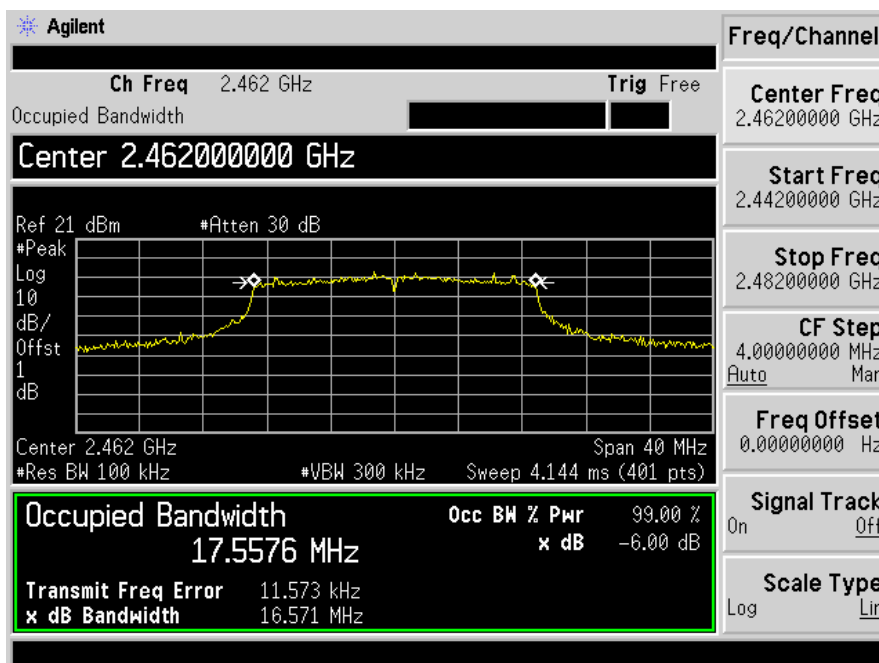 Agilent
Freq/Channel
Ch Freq 2.462 GHz Trig Free
Occupied Bandwidth
Center 2.462000000 GHz
Ref 21 dBm #Atten 30 dB
#Peak
Log
10
dB/
Offst
1
dB
Center 2.462 GHz Span 40 MHz
#Res BW 100 kHz #VBW 300 kHz Sweep 4.144 ms (401 pts)
Occupied Bandwidth
17.5576 MHz
Occ BW % Pwr 99.00 %
x dB -6.00 dB
Transmit Freq Error 11.573 kHz
x dB Bandwidth 16.571 MHz
Center Freq
2.46200000 GHz
Start Freq
2.44200000 GHz
Stop Freq
2.48200000 GHz
CF Step
4.00000000 MHz
Auto Man
Freq Offset
0.00000000 Hz
Signal Track
On Off
Scale Type
Log Lin